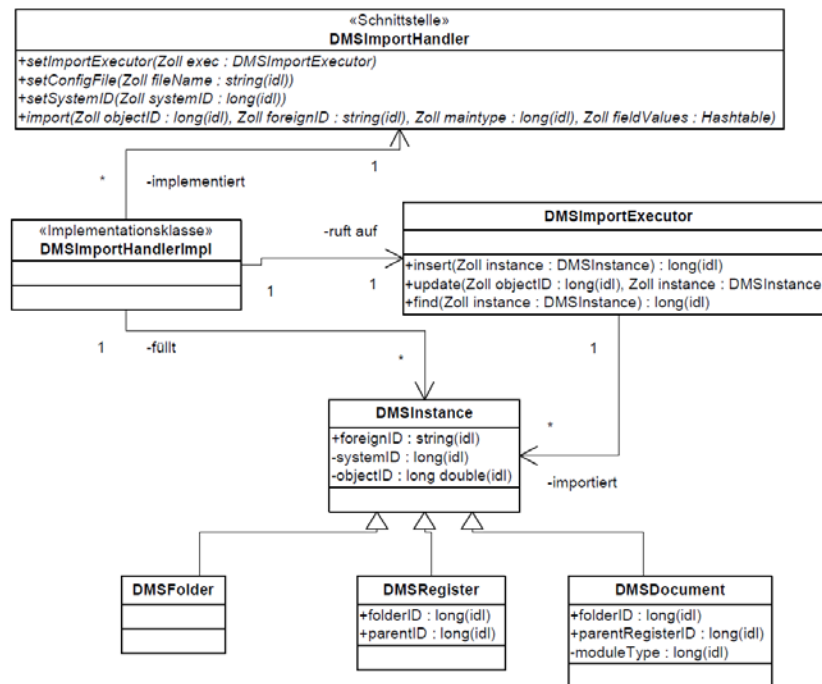 «Schnittstelle»
DMSImportHandler
+setImportExecutor(Zoll exec : DMSImportExecutor)
+setConfigFile(Zoll fileName : string(idl))
+setSystemID(Zoll systemID : long(idl))
+import(Zoll objectID : long(idl), Zoll foreignID : string(idl), Zoll maintype : long(idl), Zoll fieldValues : Hashtable)
* -implementiert 1
«Implementationsklasse»
DMSImportHandlerImpl
-ruft auf
1 1
DMSImportExecutor
+insert(Zoll instance : DMSInstance) : long(idl)
+update(Zoll objectID : long(idl), Zoll instance : DMSInstance
+find(Zoll instance : DMSInstance) : long(idl)
1 -füllt *
1
*
-importiert
DMSInstance
+foreignID : string(idl)
-systemID : long(idl)
-objectID : long double(idl)
DMSFolder
DMSRegister
+folderID : long(idl)
+parentID : long(idl)
DMSDocument
+folderID : long(idl)
+parentRegisterID : long(idl)
-moduleType : long(idl)